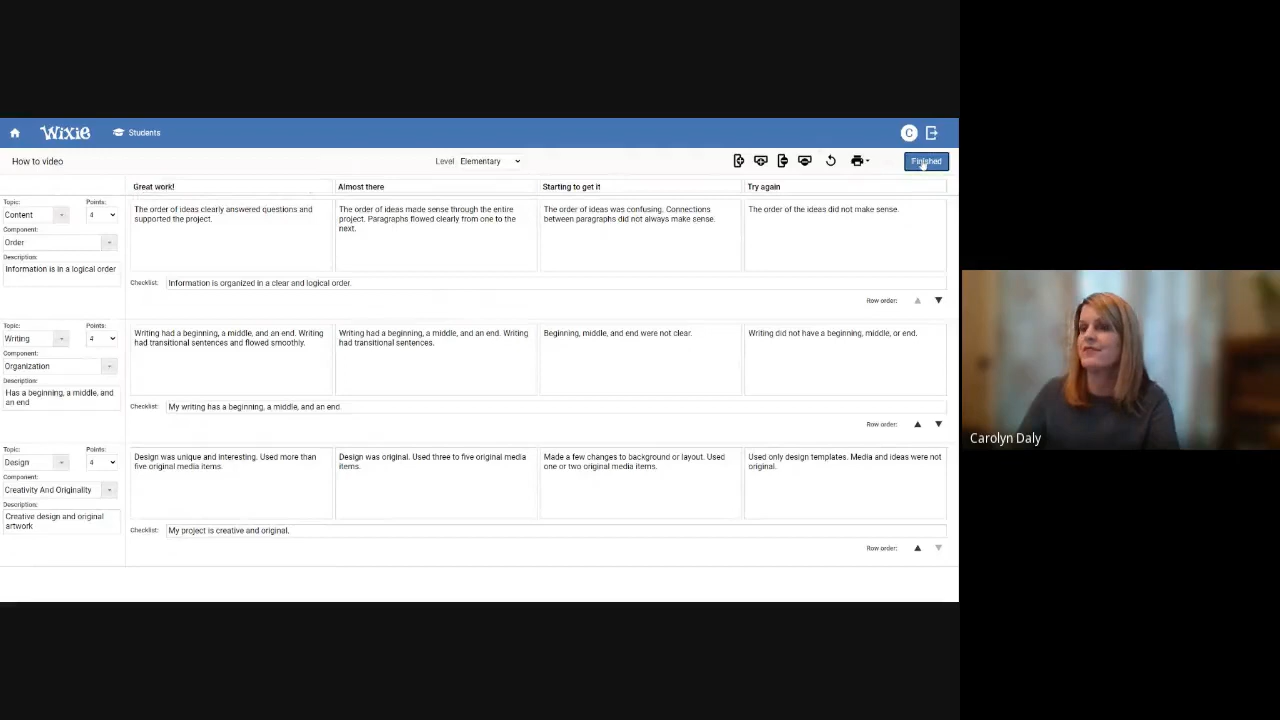 Wixie
Students
C
How to video
Level Elementary
Finished
Great work!
Almost there
Starting to get it
Try again
Topic:
Points:
Content
4
Component:
Order
Description:
Information is in a logical order
The order of ideas clearly answered questions and
supported the project.
The order of ideas made sense through the entire
project. Paragraphs flowed clearly from one to the
next.
The order of ideas was confusing. Connections
between paragraphs did not always make sense.
The order of the ideas did not make sense.
Checklist: Information is organized in a clear and logical order.
Row order:
Topic:
Points:
Writing
4
Component:
Organization
Description:
Has a beginning, a middle, and
an end
Writing had a beginning, a middle, and an end. Writing
had transitional sentences and flowed smoothly.
Writing had a beginning, a middle, and an end. Writing
had transitional sentences.
Beginning, middle, and end were not clear.
Writing did not have a beginning, middle, or end.
Checklist: My writing has a beginning, a middle, and an end.
Row order:
Topic:
Points:
Design
4
Component:
Creativity And Originality
Description:
Creative design and original
artwork
Design was unique and interesting. Used more than
five original media items.
Design was original. Used three to five original media
items.
Made a few changes to background or layout. Used
one or two original media items.
Used only design templates. Media and ideas were not
original.
Checklist: My project is creative and original.
Row order:
Carolyn Daly